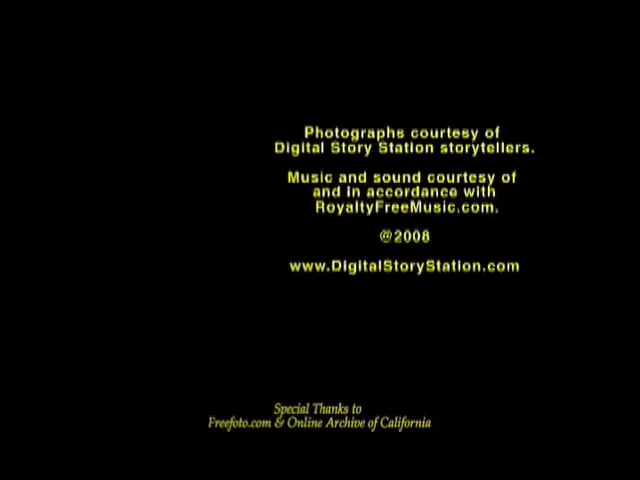 Photographs courtesy of
Digital Story Station storytellers.
Music and sound courtesy of
and in accordance with
RoyaltyFreeMusic.com.
@2008
www.DigitalStoryStation.com
Special Thanks to
Freefoto.com & Online Archive of California